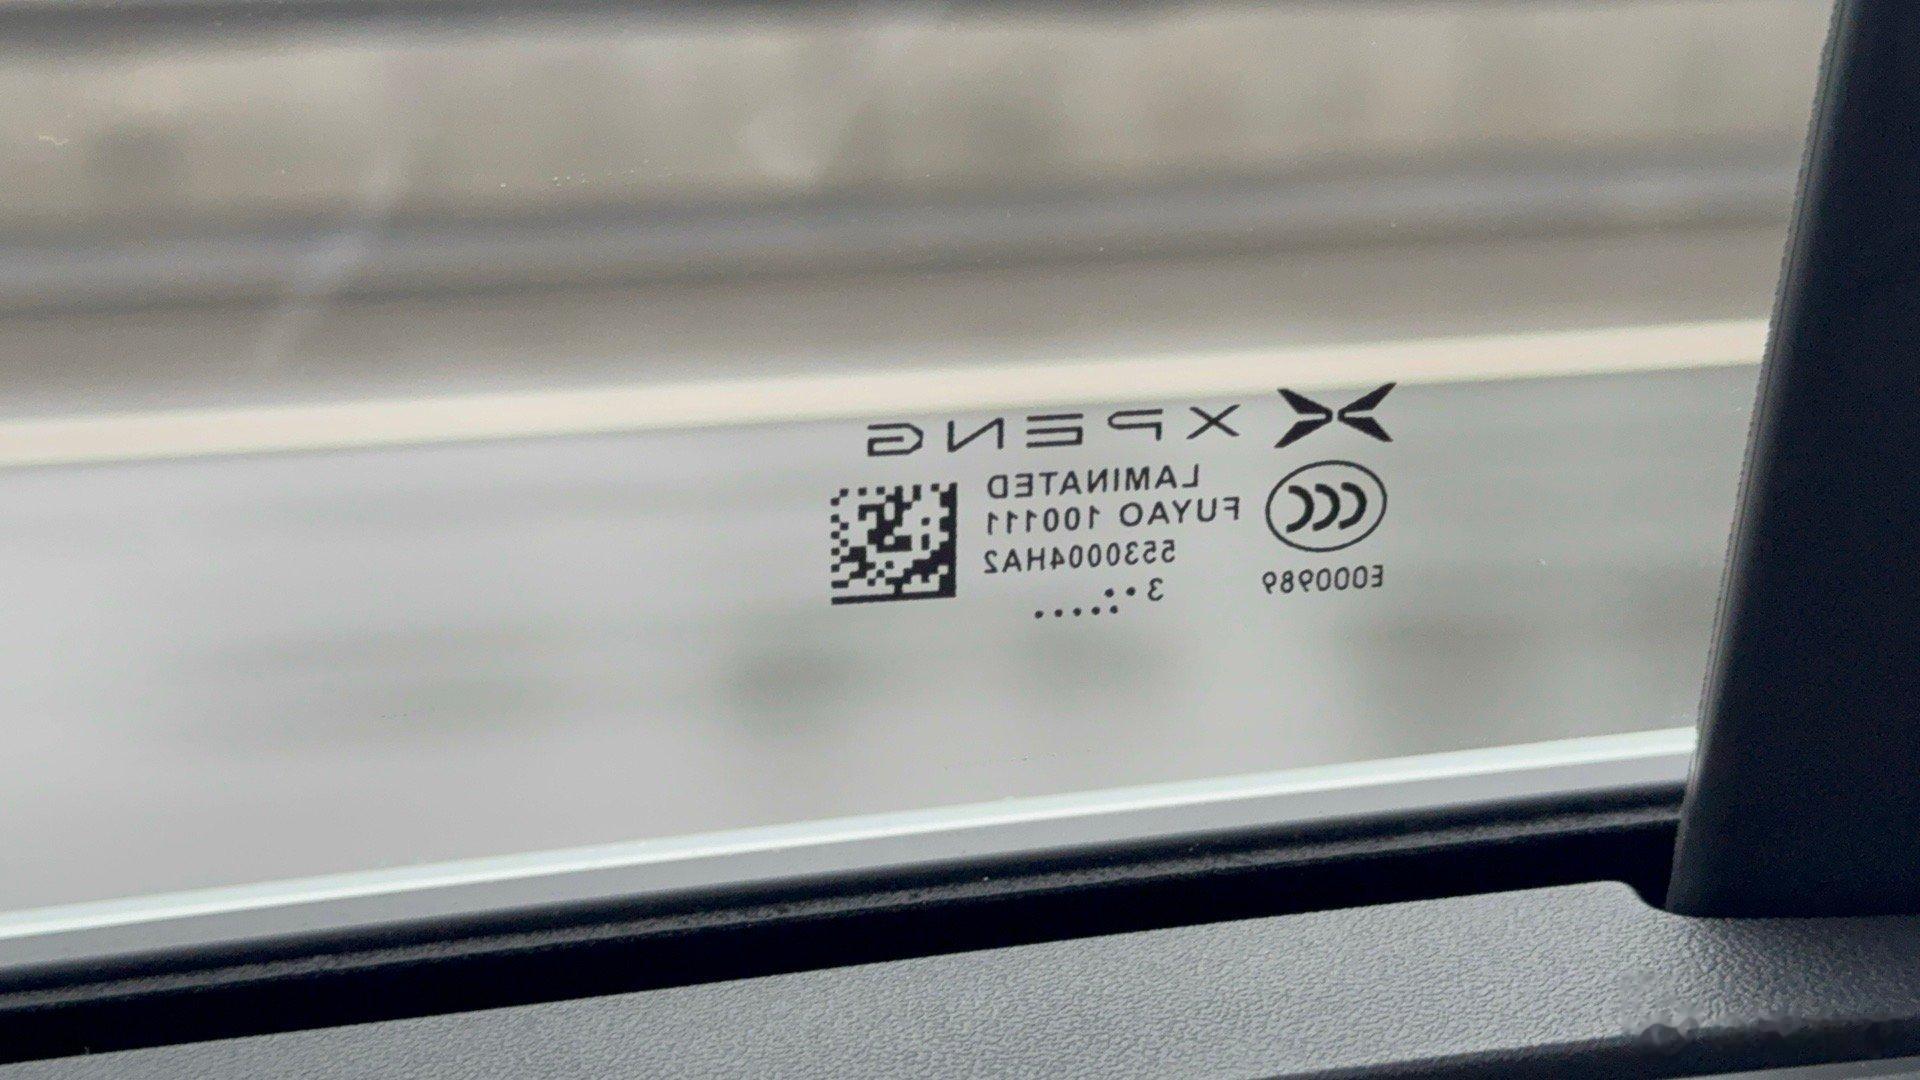 XPENG
LAMINATED
FUYAO 100111
5530004HA2
3
E000989